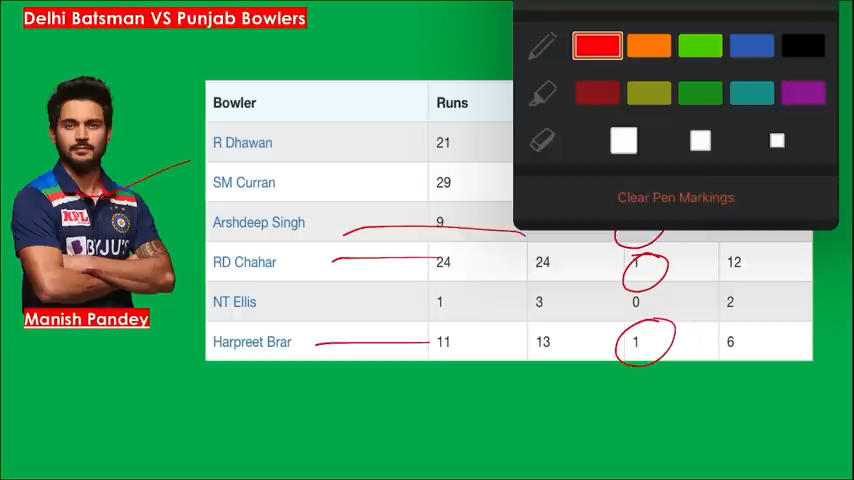 Delhi Batsman VS Punjab Bowlers
Bowler Runs
R Dhawan 21
SM Curran 29
Arshdeep Singh 9
RD Chahar 24 24 1 12
NT Ellis 1 3 0 2
Harpreet Brar 11 13 1 6
Clear Pen Markings
NPL
BYJU'S
Manish Pandey